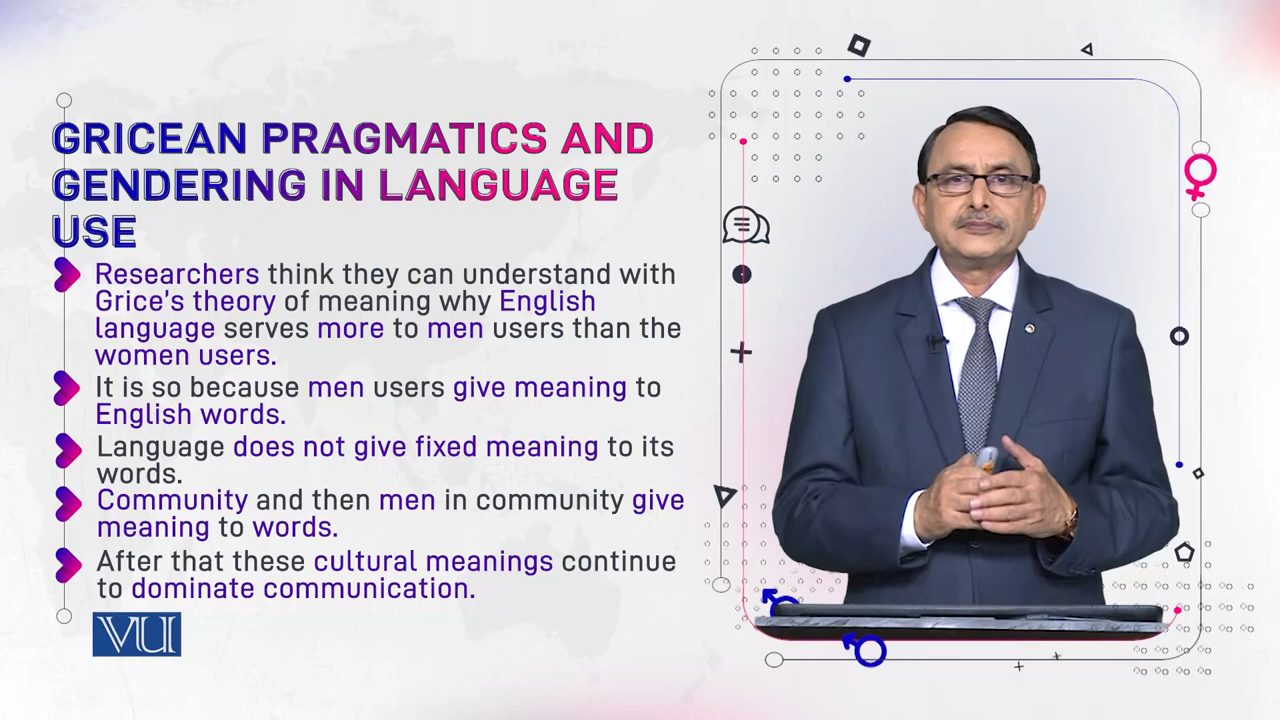 GRICEAN PRAGMATICS AND
GENDERING IN LANGUAGE
USE
Researchers think they can understand with
Grice's theory of meaning why English
language serves more to men users than the
women users.
It is so because men users give meaning to
English words.
Language does not give fixed meaning to its
words.
Community and then men in community give
meaning to words.
After that these cultural meanings continue
to dominate communication.
VU